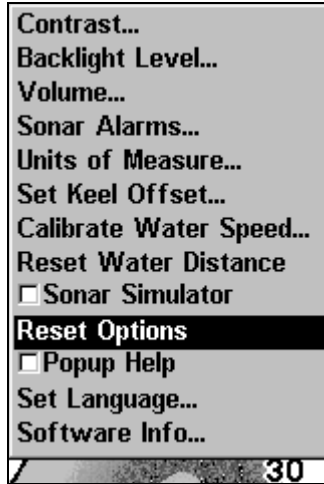 Contrast...
Backlight Level...
Volume...
Sonar Alarms...
Units of Measure...
Set Keel Offset...
Calibrate Water Speed...
Reset Water Distance
Sonar Simulator
Reset Options
Popup Help
Set Language...
Software Info...
30